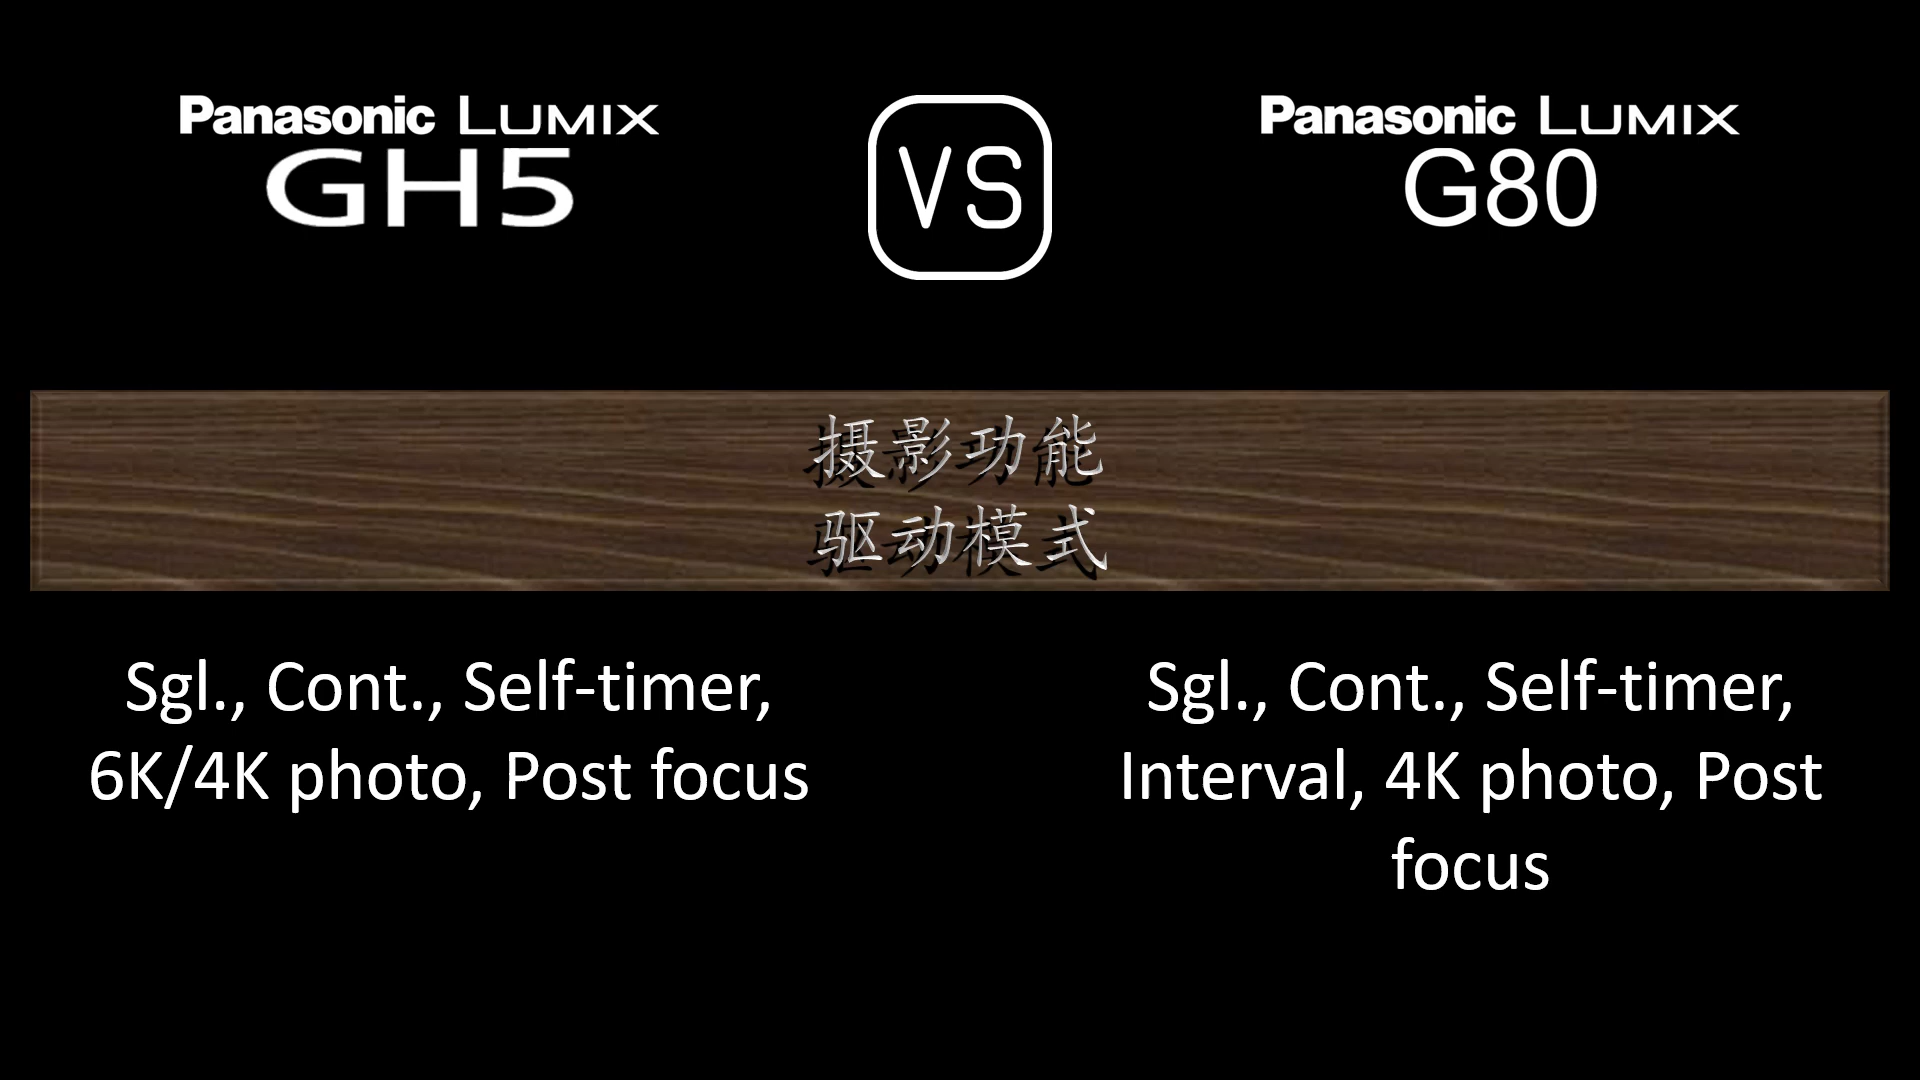 Panasonic LUMIX
GH5
VS
Panasonic LUMIX
G80
摄影功能
驱动模式
Sgl., Cont., Self-timer,
6K/4K photo, Post focus
Sgl., Cont., Self-timer,
Interval, 4K photo, Post
focus